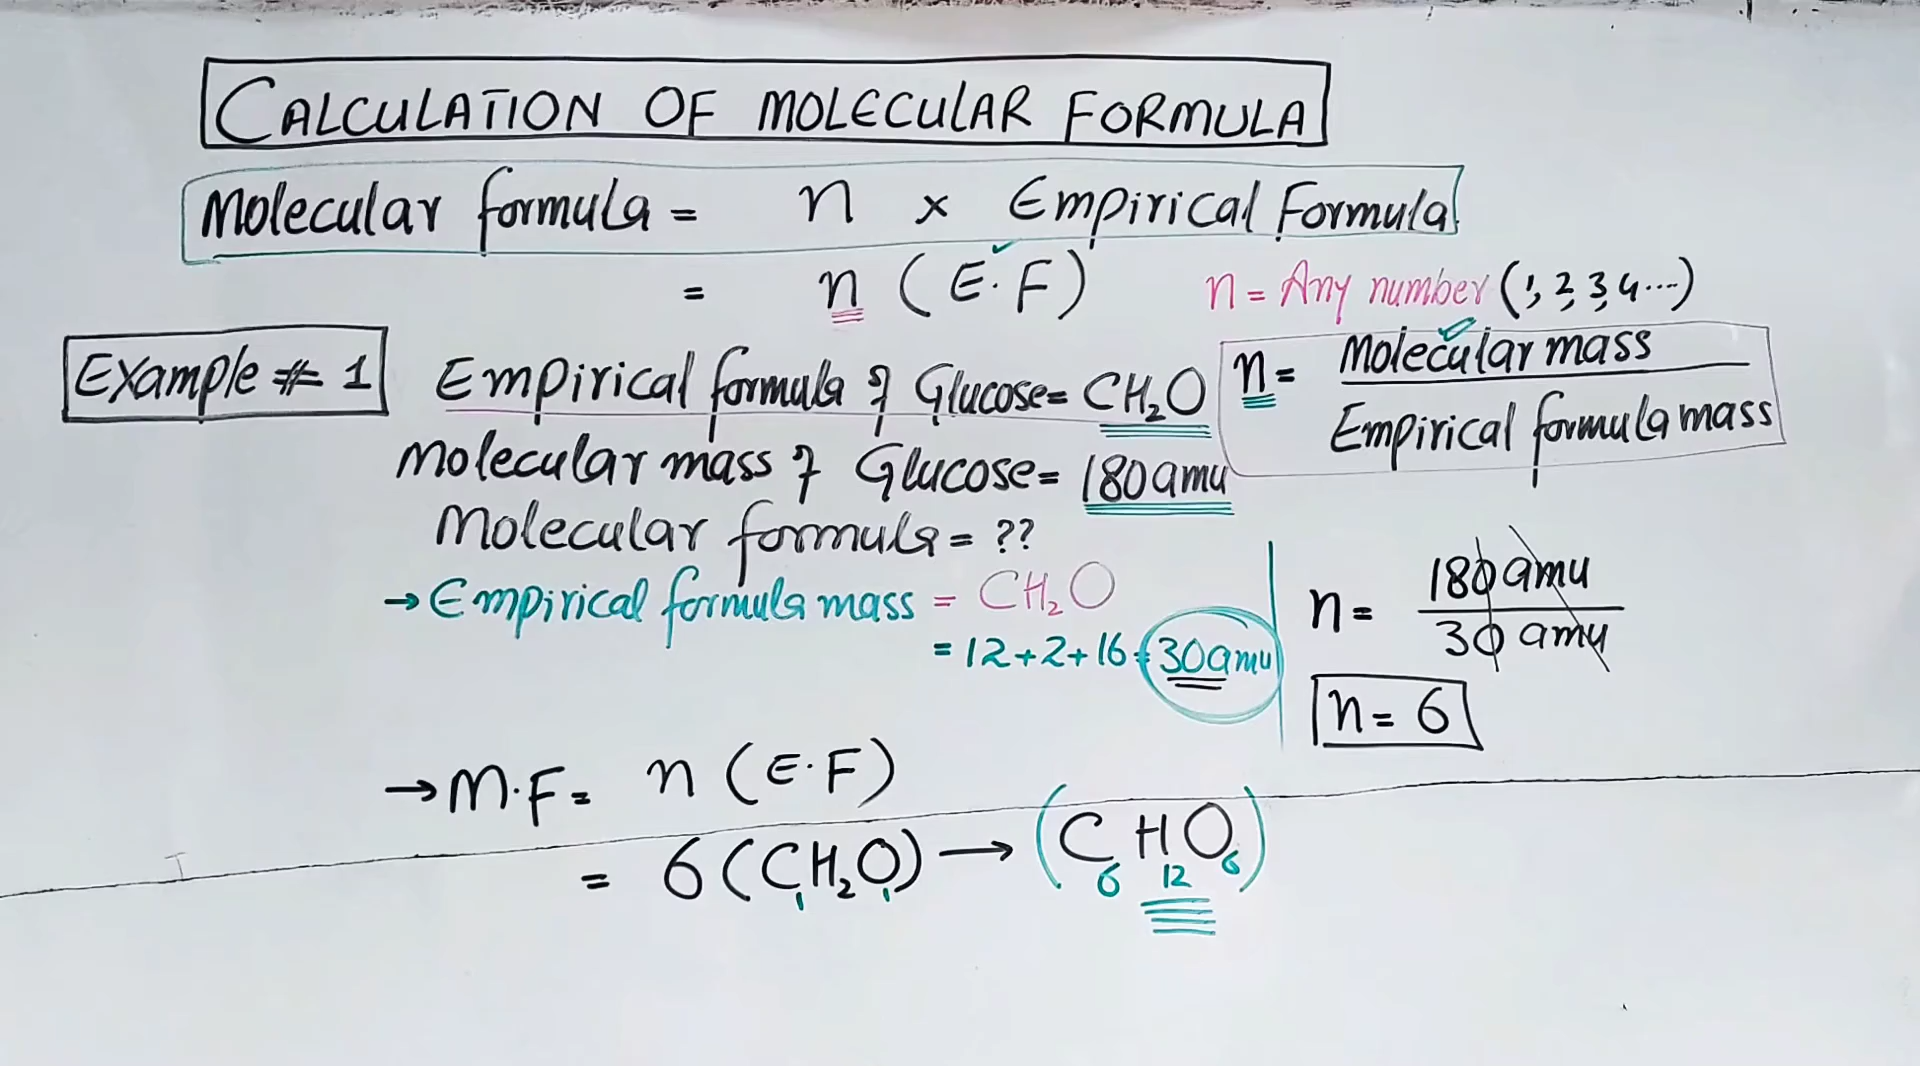 CALCULATION OF MOLECULAR FORMULA
Molecular formula = n × Empirical Formula
= n (E.F) n = Any number (1, 2, 3, 4 ....)
Example # 1 Empirical formula of Glucose = CH₂O
n = Molecular mass / Empirical formula mass
Molecular mass of Glucose = 180 amu
Molecular formula = ??
→ Empirical formula mass = CH₂O
= 12 + 2 + 16 = 30 amu
n = 180 amu / 30 amu
n = 6
→ M.F = n (E.F)
= 6 (C₁H₂O₁) → (C₆H₁₂O₆)